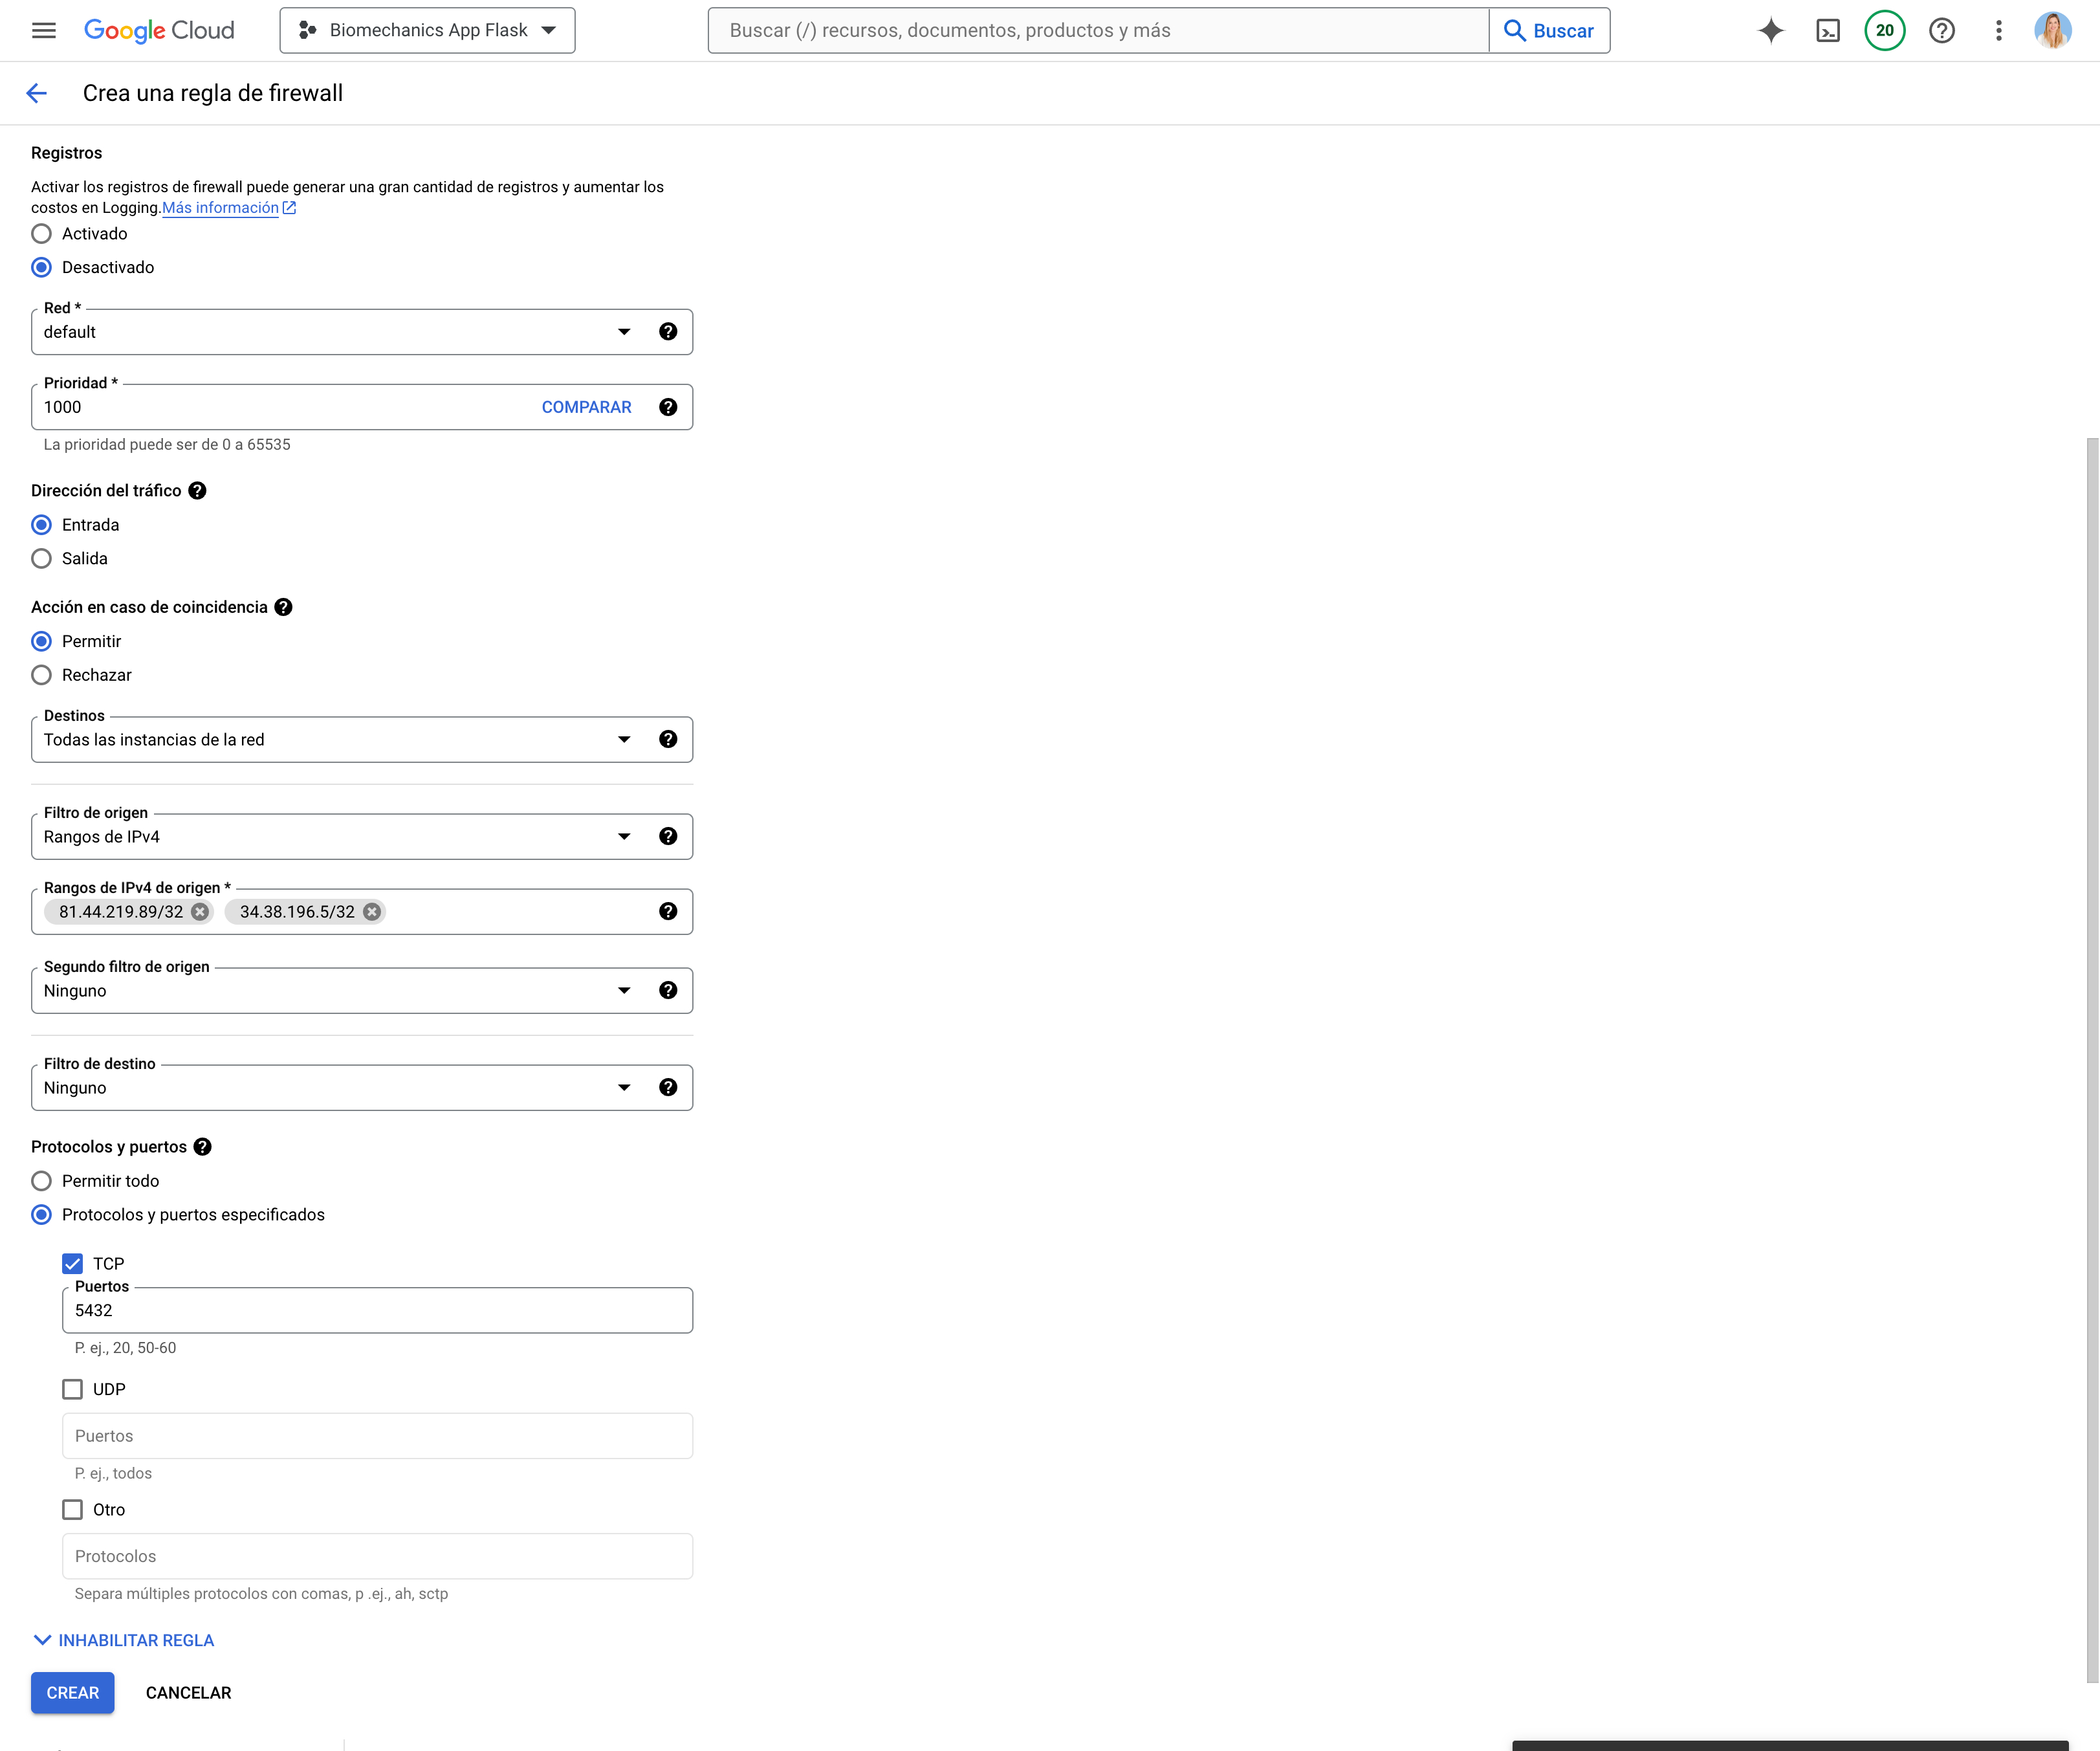 Google Cloud
Biomechanics App Flask
Buscar (/) recursos, documentos, productos y más
Buscar
20
Crea una regla de firewall
Registros
Activar los registros de firewall puede generar una gran cantidad de registros y aumentar los
costos en Logging.Más información
Activado
Desactivado
Red *
default
Prioridad *
1000
COMPARAR
La prioridad puede ser de 0 a 65535
Dirección del tráfico
Entrada
Salida
Acción en caso de coincidencia
Permitir
Rechazar
Destinos
Todas las instancias de la red
Filtro de origen
Rangos de IPv4
Rangos de IPv4 de origen *
81.44.219.89/32
34.38.196.5/32
Segundo filtro de origen
Ninguno
Filtro de destino
Ninguno
Protocolos y puertos
Permitir todo
Protocolos y puertos especificados
TCP
Puertos
5432
P. ej., 20, 50-60
UDP
Puertos
P. ej., todos
Otro
Protocolos
Separa múltiples protocolos con comas, p .ej., ah, sctp
INHABILITAR REGLA
CREAR
CANCELAR